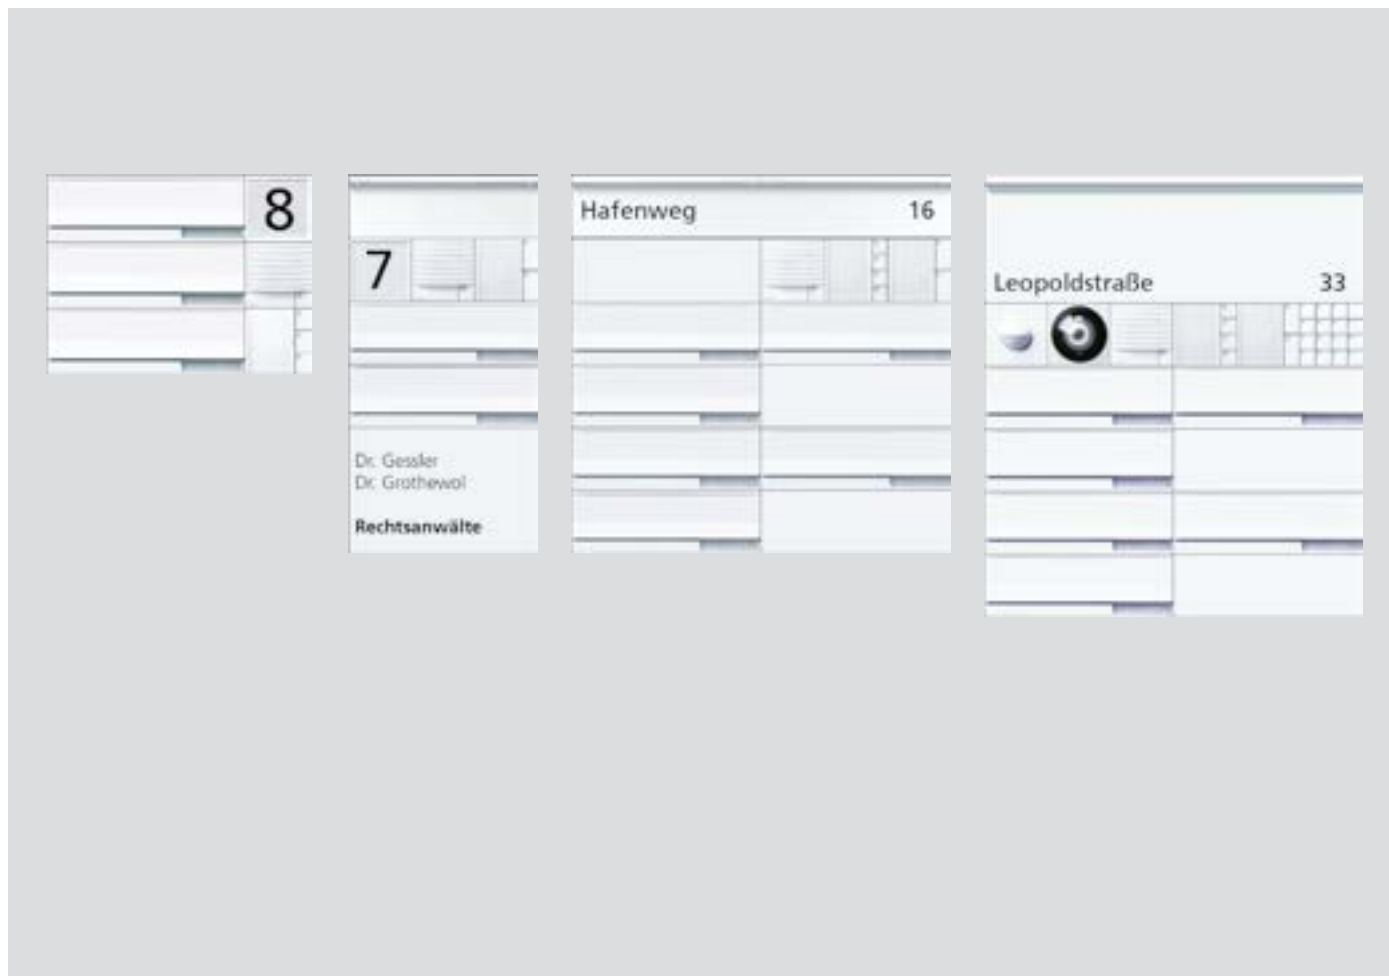 8
7
Dr. Gessler
Dr. Grothewol
Rechtsanwälte
Hafenweg 16
Leopoldstraße 33